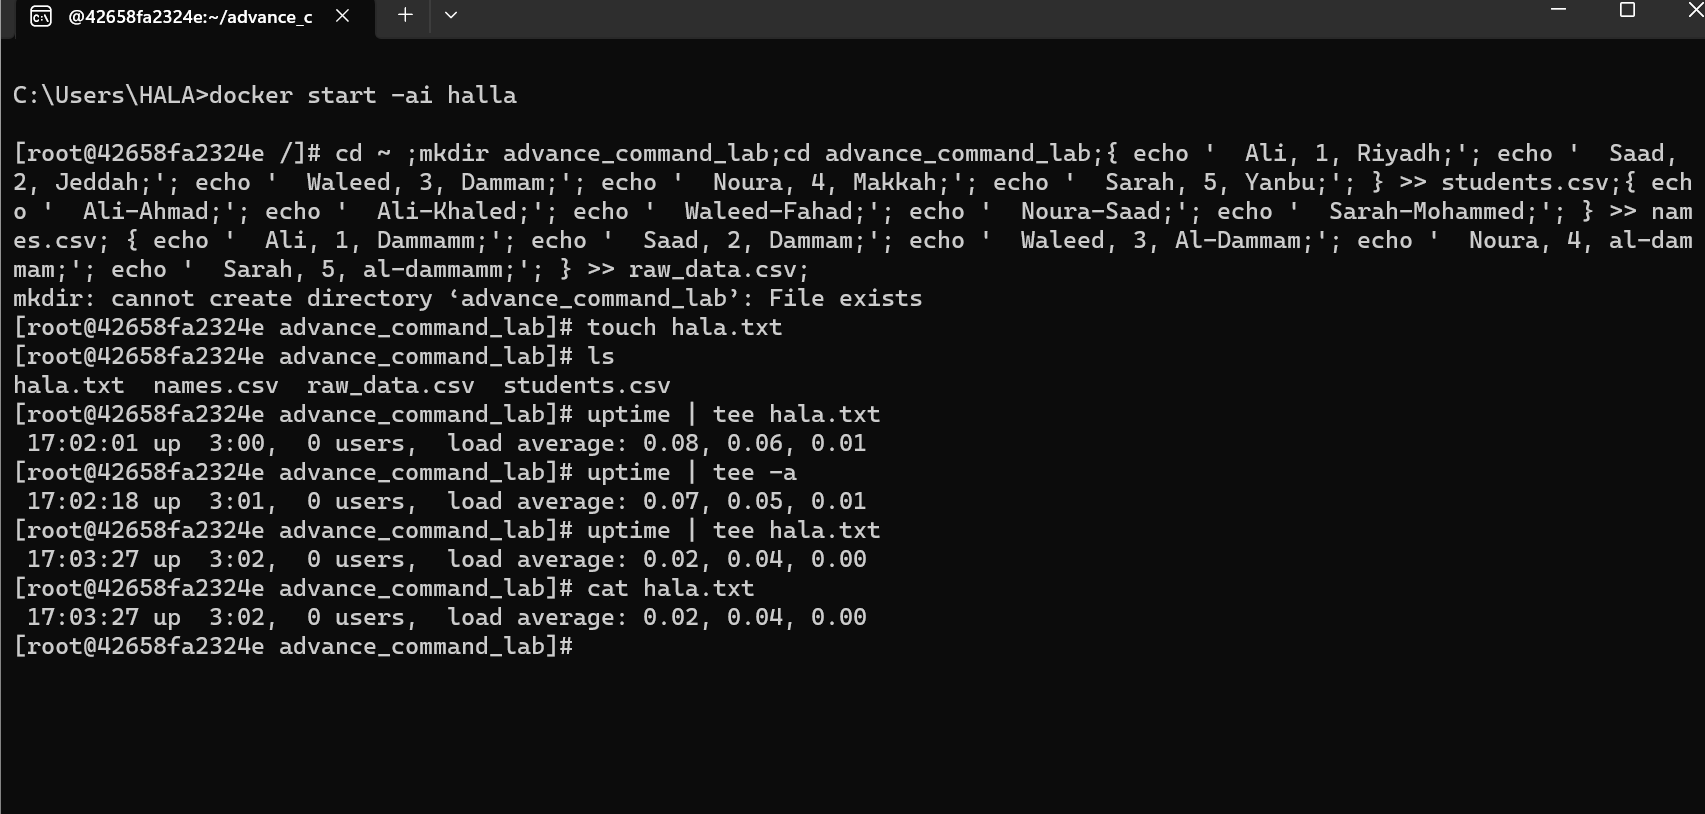 @42658fa2324e:~/advance_c
C:\Users\HALA>docker start -ai halla
[root@42658fa2324e /]# cd ~ ;mkdir advance_command_lab;cd advance_command_lab;{ echo '  Ali, 1, Riyadh;'; echo '  Saad,
2, Jeddah;'; echo '  Waleed, 3, Dammam;'; echo '  Noura, 4, Makkah;'; echo '  Sarah, 5, Yanbu;'; } >> students.csv;{ ech
o '  Ali-Ahmad;'; echo '  Ali-Khaled;'; echo '  Waleed-Fahad;'; echo '  Noura-Saad;'; echo '  Sarah-Mohammed;'; } >> nam
es.csv; { echo '  Ali, 1, Dammamm;'; echo '  Saad, 2, Dammam;'; echo '  Waleed, 3, Al-Dammam;'; echo '  Noura, 4, al-dam
mam;'; echo '  Sarah, 5, al-dammamm;'; } >> raw_data.csv;
mkdir: cannot create directory ‘advance_command_lab’: File exists
[root@42658fa2324e advance_command_lab]# touch hala.txt
[root@42658fa2324e advance_command_lab]# ls
hala.txt  names.csv  raw_data.csv  students.csv
[root@42658fa2324e advance_command_lab]# uptime | tee hala.txt
 17:02:01 up  3:00,  0 users,  load average: 0.08, 0.06, 0.01
[root@42658fa2324e advance_command_lab]# uptime | tee -a
 17:02:18 up  3:01,  0 users,  load average: 0.07, 0.05, 0.01
[root@42658fa2324e advance_command_lab]# uptime | tee hala.txt
 17:03:27 up  3:02,  0 users,  load average: 0.02, 0.04, 0.00
[root@42658fa2324e advance_command_lab]# cat hala.txt
 17:03:27 up  3:02,  0 users,  load average: 0.02, 0.04, 0.00
[root@42658fa2324e advance_command_lab]#